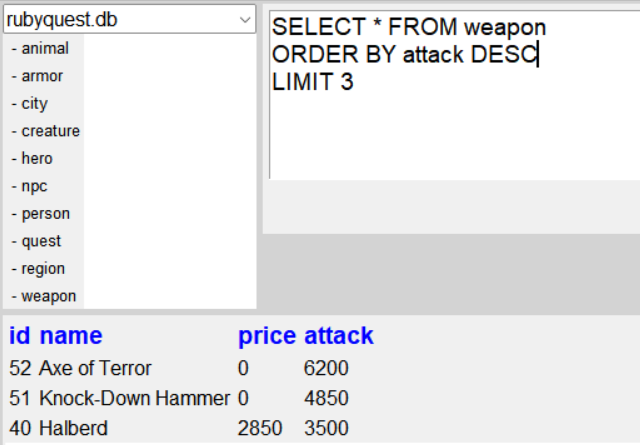 rubyquest.db
- animal
- armor
- city
- creature
- hero
- npc
- person
- quest
- region
- weapon
SELECT * FROM weapon
ORDER BY attack DESC
LIMIT 3
id name price attack
52 Axe of Terror 0 6200
51 Knock-Down Hammer 0 4850
40 Halberd 2850 3500